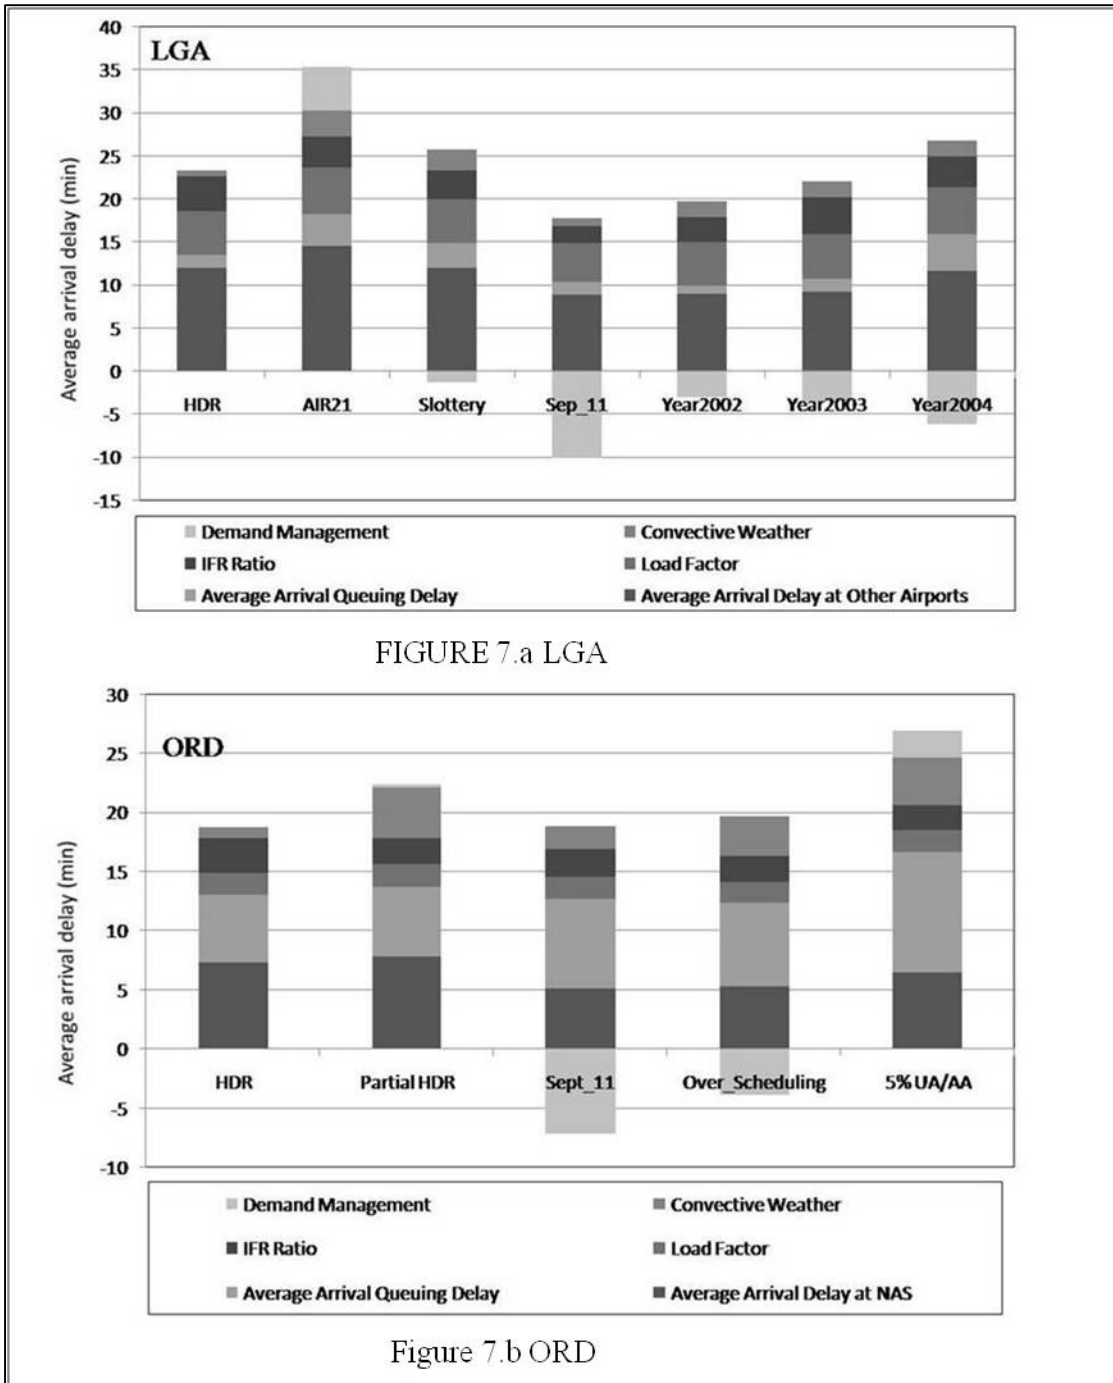 LGA
Average arrival delay (min)
40
35
30
25
20
15
10
5
0
-5
-10
-15
HDR AIR21 Slottery Sep_11 Year2002 Year2003 Year2004
Demand Management Convective Weather
IFR Ratio Load Factor
Average Arrival Queuing Delay Average Arrival Delay at Other Airports
FIGURE 7.a LGA
ORD
Average arrival delay (min)
30
25
20
15
10
5
0
-5
-10
HDR Partial HDR Sept_11 Over_Scheduling 5% UA/AA
Demand Management Convective Weather
IFR Ratio Load Factor
Average Arrival Queuing Delay Average Arrival Delay at NAS
Figure 7.b ORD